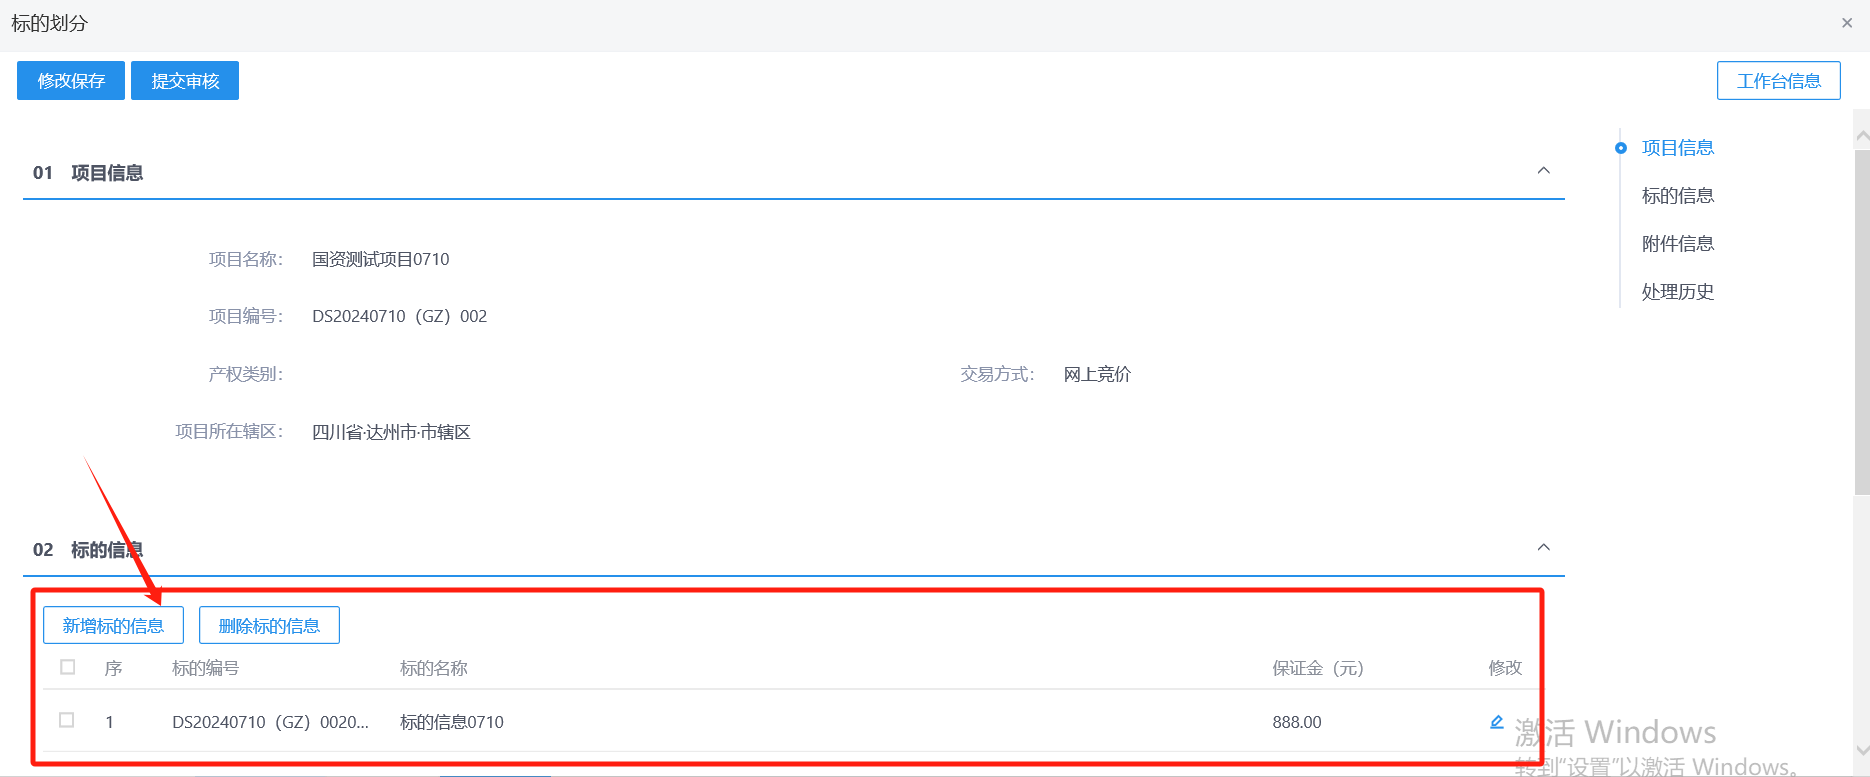 标的划分
修改保存 提交审核 工作台信息
01 项目信息
项目名称： 国资测试项目0710
项目编号： DS20240710（GZ）002
产权类别： 交易方式： 网上竞价
项目所在辖区： 四川省·达州市·市辖区
项目信息
标的信息
附件信息
处理历史
02 标的信息
新增标的信息 删除标的信息
序 标的编号 标的名称 保证金（元） 修改
1 DS20240710（GZ）0020... 标的信息0710 888.00
激活 Windows
转到“设置”以激活 Windows。